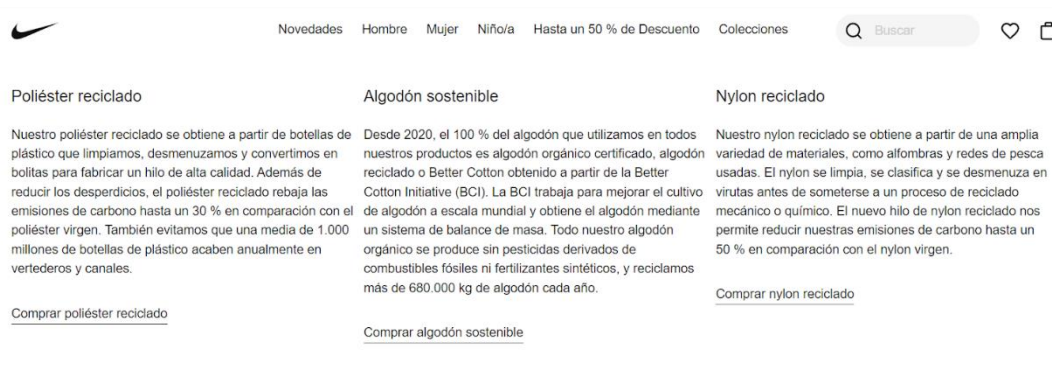 Novedades Hombre Mujer Niño/a Hasta un 50 % de Descuento Colecciones Buscar
Poliéster reciclado
Nuestro poliéster reciclado se obtiene a partir de botellas de
plástico que limpiamos, desmenuzamos y convertimos en
bolitas para fabricar un hilo de alta calidad. Además de
reducir los desperdicios, el poliéster reciclado rebaja las
emisiones de carbono hasta un 30 % en comparación con el
poliéster virgen. También evitamos que una media de 1.000
millones de botellas de plástico acaben anualmente en
vertederos y canales.
Comprar poliéster reciclado
Algodón sostenible
Desde 2020, el 100 % del algodón que utilizamos en todos
nuestros productos es algodón orgánico certificado, algodón
reciclado o Better Cotton obtenido a partir de la Better
Cotton Initiative (BCI). La BCI trabaja para mejorar el cultivo
de algodón a escala mundial y obtiene el algodón mediante
un sistema de balance de masa. Todo nuestro algodón
orgánico se produce sin pesticidas derivados de
combustibles fósiles ni fertilizantes sintéticos, y reciclamos
más de 680.000 kg de algodón cada año.
Comprar algodón sostenible
Nylon reciclado
Nuestro nylon reciclado se obtiene a partir de una amplia
variedad de materiales, como alfombras y redes de pesca
usadas. El nylon se limpia, se clasifica y se desmenuza en
virutas antes de someterse a un proceso de reciclado
mecánico o químico. El nuevo hilo de nylon reciclado nos
permite reducir nuestras emisiones de carbono hasta un
50 % en comparación con el nylon virgen.
Comprar nylon reciclado